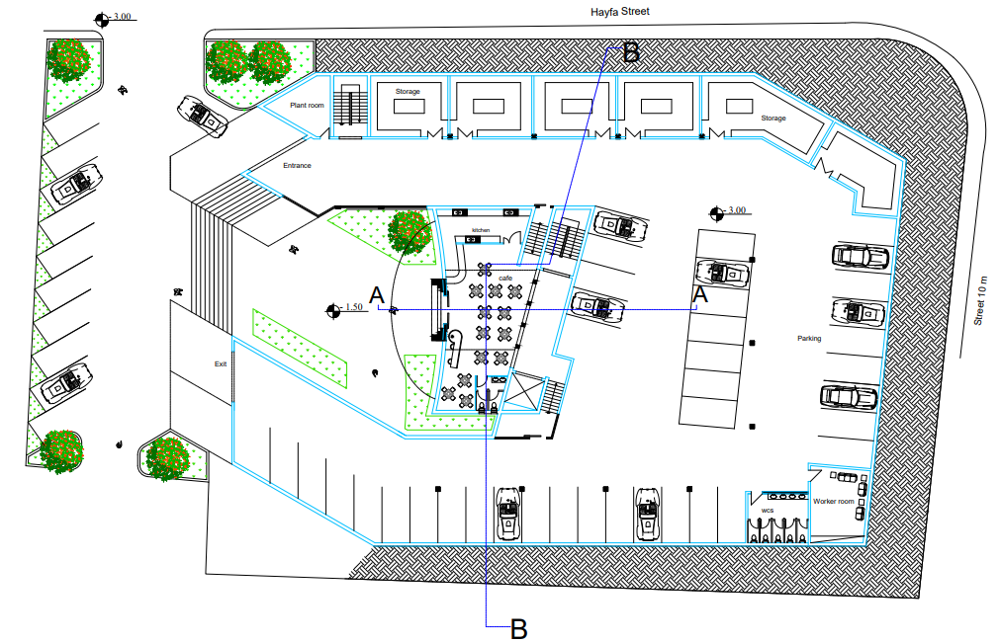 Hayfa Street
- 3.00
B
Storage
Plant room
Storage
Entrance
- 3.00
kitchen
cafe
A
A
- 1.50
Street 10 m
Parking
Exit
Worker room
wcs
B